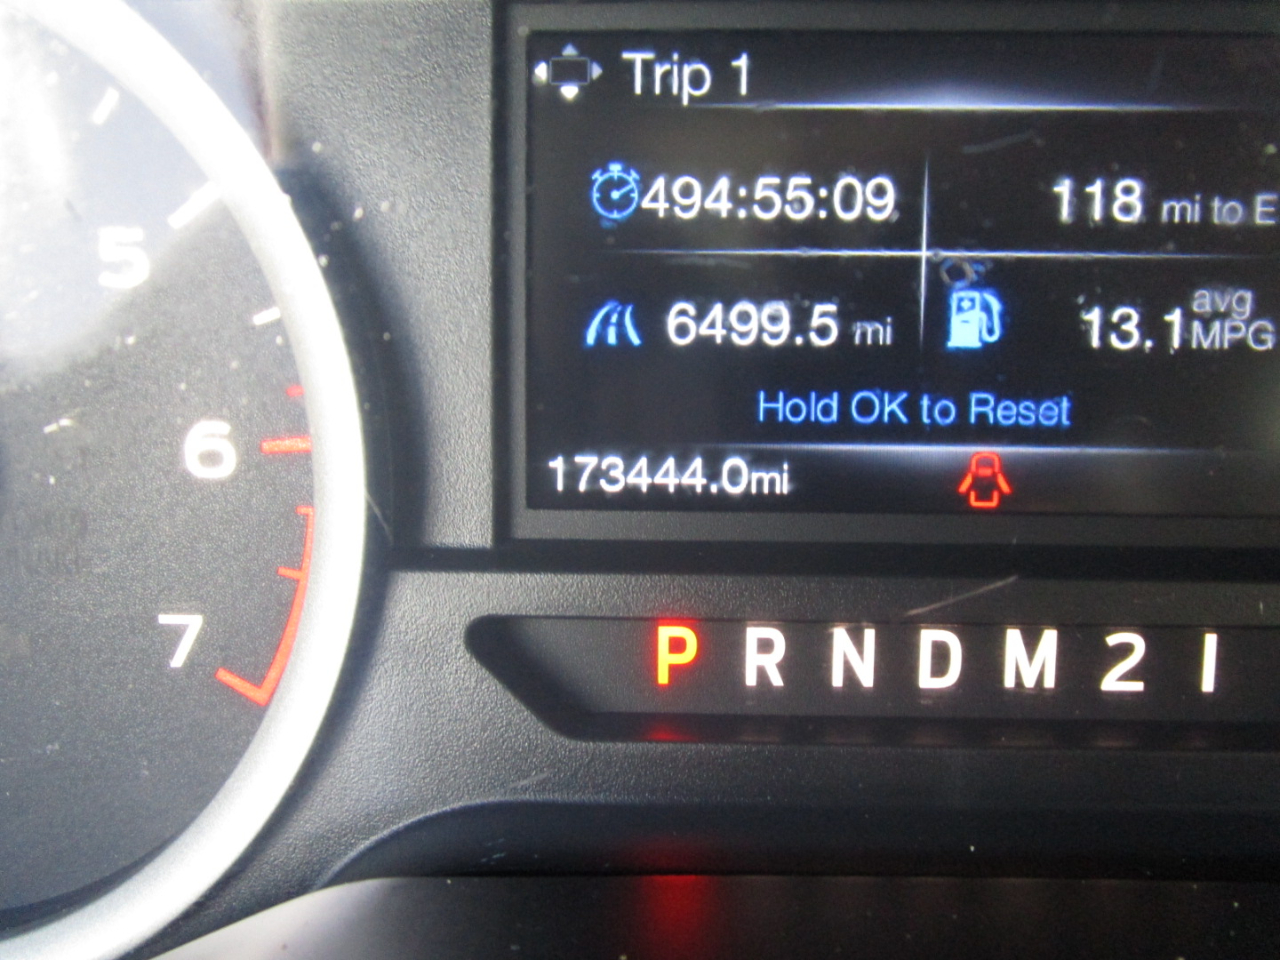 Trip 1
494:55:09
118 mi to E
6499.5 mi
13.1 avg MPG
Hold OK to Reset
173444.0mi
5
6
7
P R N D M 2 1